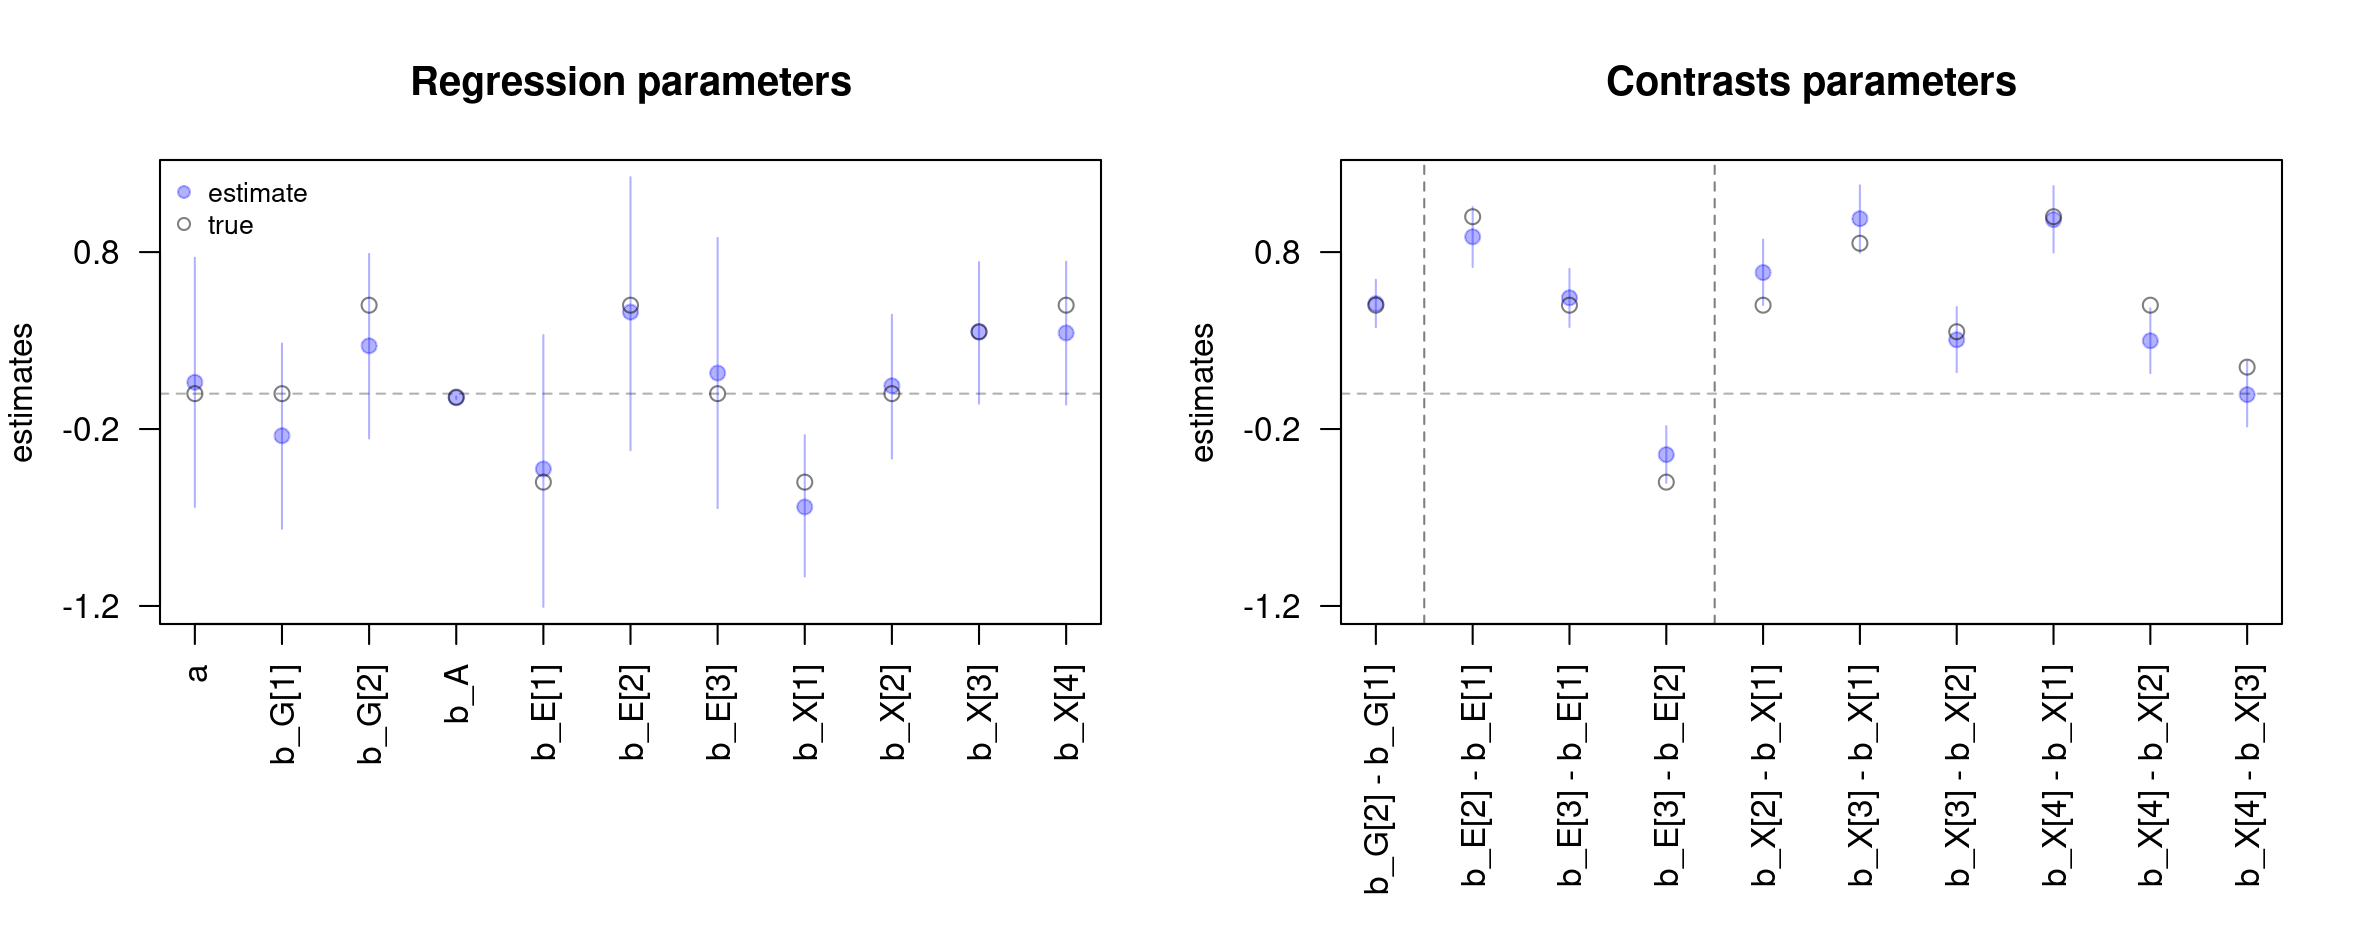 Regression parameters
estimate
true
0.8
-0.2
-1.2
estimates
a
b_G[1]
b_G[2]
b_A
b_E[1]
b_E[2]
b_E[3]
b_X[1]
b_X[2]
b_X[3]
b_X[4]
Contrasts parameters
0.8
-0.2
-1.2
estimates
b_G[2] - b_G[1]
b_E[2] - b_E[1]
b_E[3] - b_E[1]
b_E[3] - b_E[2]
b_X[2] - b_X[1]
b_X[3] - b_X[1]
b_X[3] - b_X[2]
b_X[4] - b_X[1]
b_X[4] - b_X[2]
b_X[4] - b_X[3]